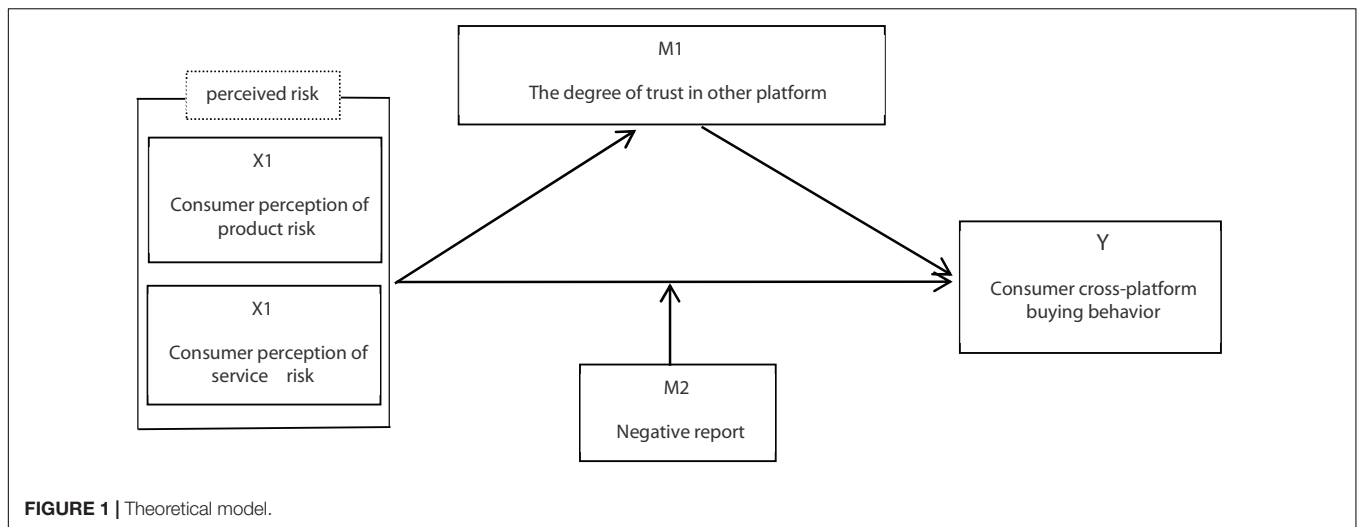 M1
The degree of trust in other platform
perceived risk
X1
Consumer perception of
product risk
X1
Consumer perception of
service risk
Y
Consumer cross-platform
buying behavior
M2
Negative report
FIGURE 1 | Theoretical model.